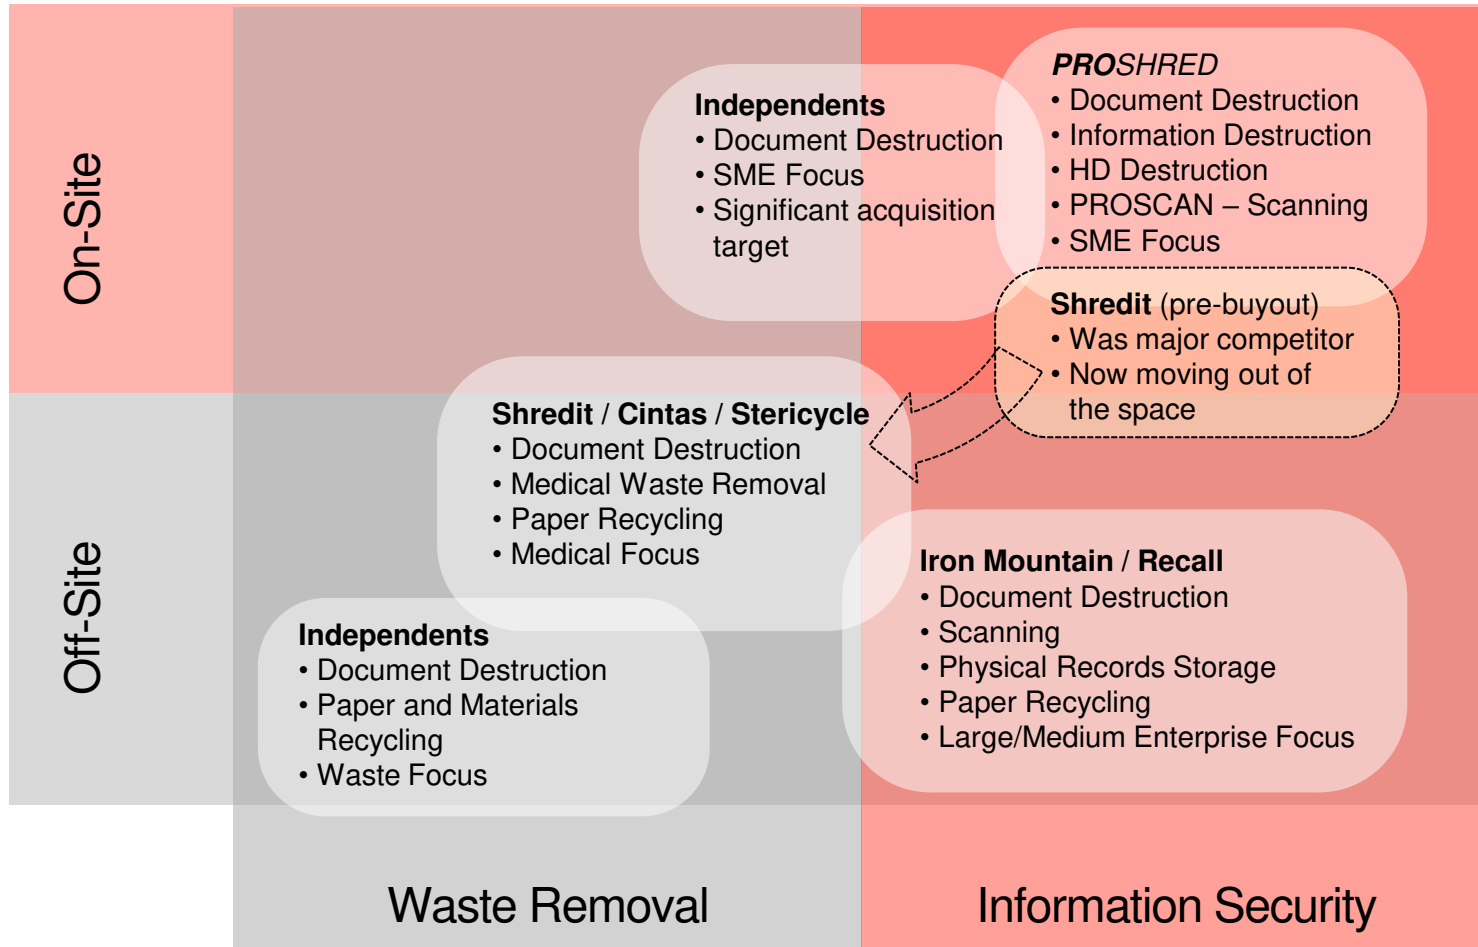 On-Site
Independents
• Document Destruction
• SME Focus
• Significant acquisition
target
PROSHRED
• Document Destruction
• Information Destruction
• HD Destruction
• PROSCAN – Scanning
• SME Focus
Shredit (pre-buyout)
• Was major competitor
• Now moving out of
the space
Off-Site
Shredit / Cintas / Stericycle
• Document Destruction
• Medical Waste Removal
• Paper Recycling
• Medical Focus
Independents
• Document Destruction
• Paper and Materials
Recycling
• Waste Focus
Iron Mountain / Recall
• Document Destruction
• Scanning
• Physical Records Storage
• Paper Recycling
• Large/Medium Enterprise Focus
Waste Removal
Information Security